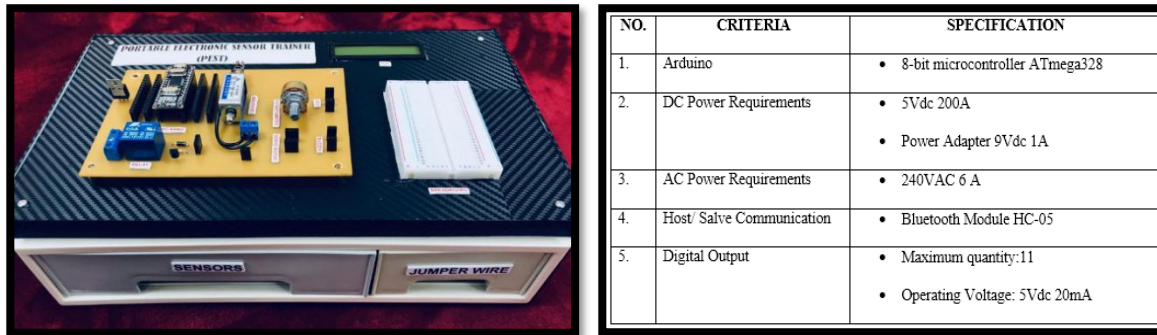 PORTABLE ELECTRONIC SENSOR TRAINER
(PEST)
SENSORS
JUMPER WIRE
NO. CRITERIA SPECIFICATION
1. Arduino • 8-bit microcontroller ATmega328
2. DC Power Requirements • 5Vdc 200A
• Power Adapter 9Vdc 1A
3. AC Power Requirements • 240VAC 6 A
4. Host/ Salve Communication • Bluetooth Module HC-05
5. Digital Output • Maximum quantity:11
• Operating Voltage: 5Vdc 20mA